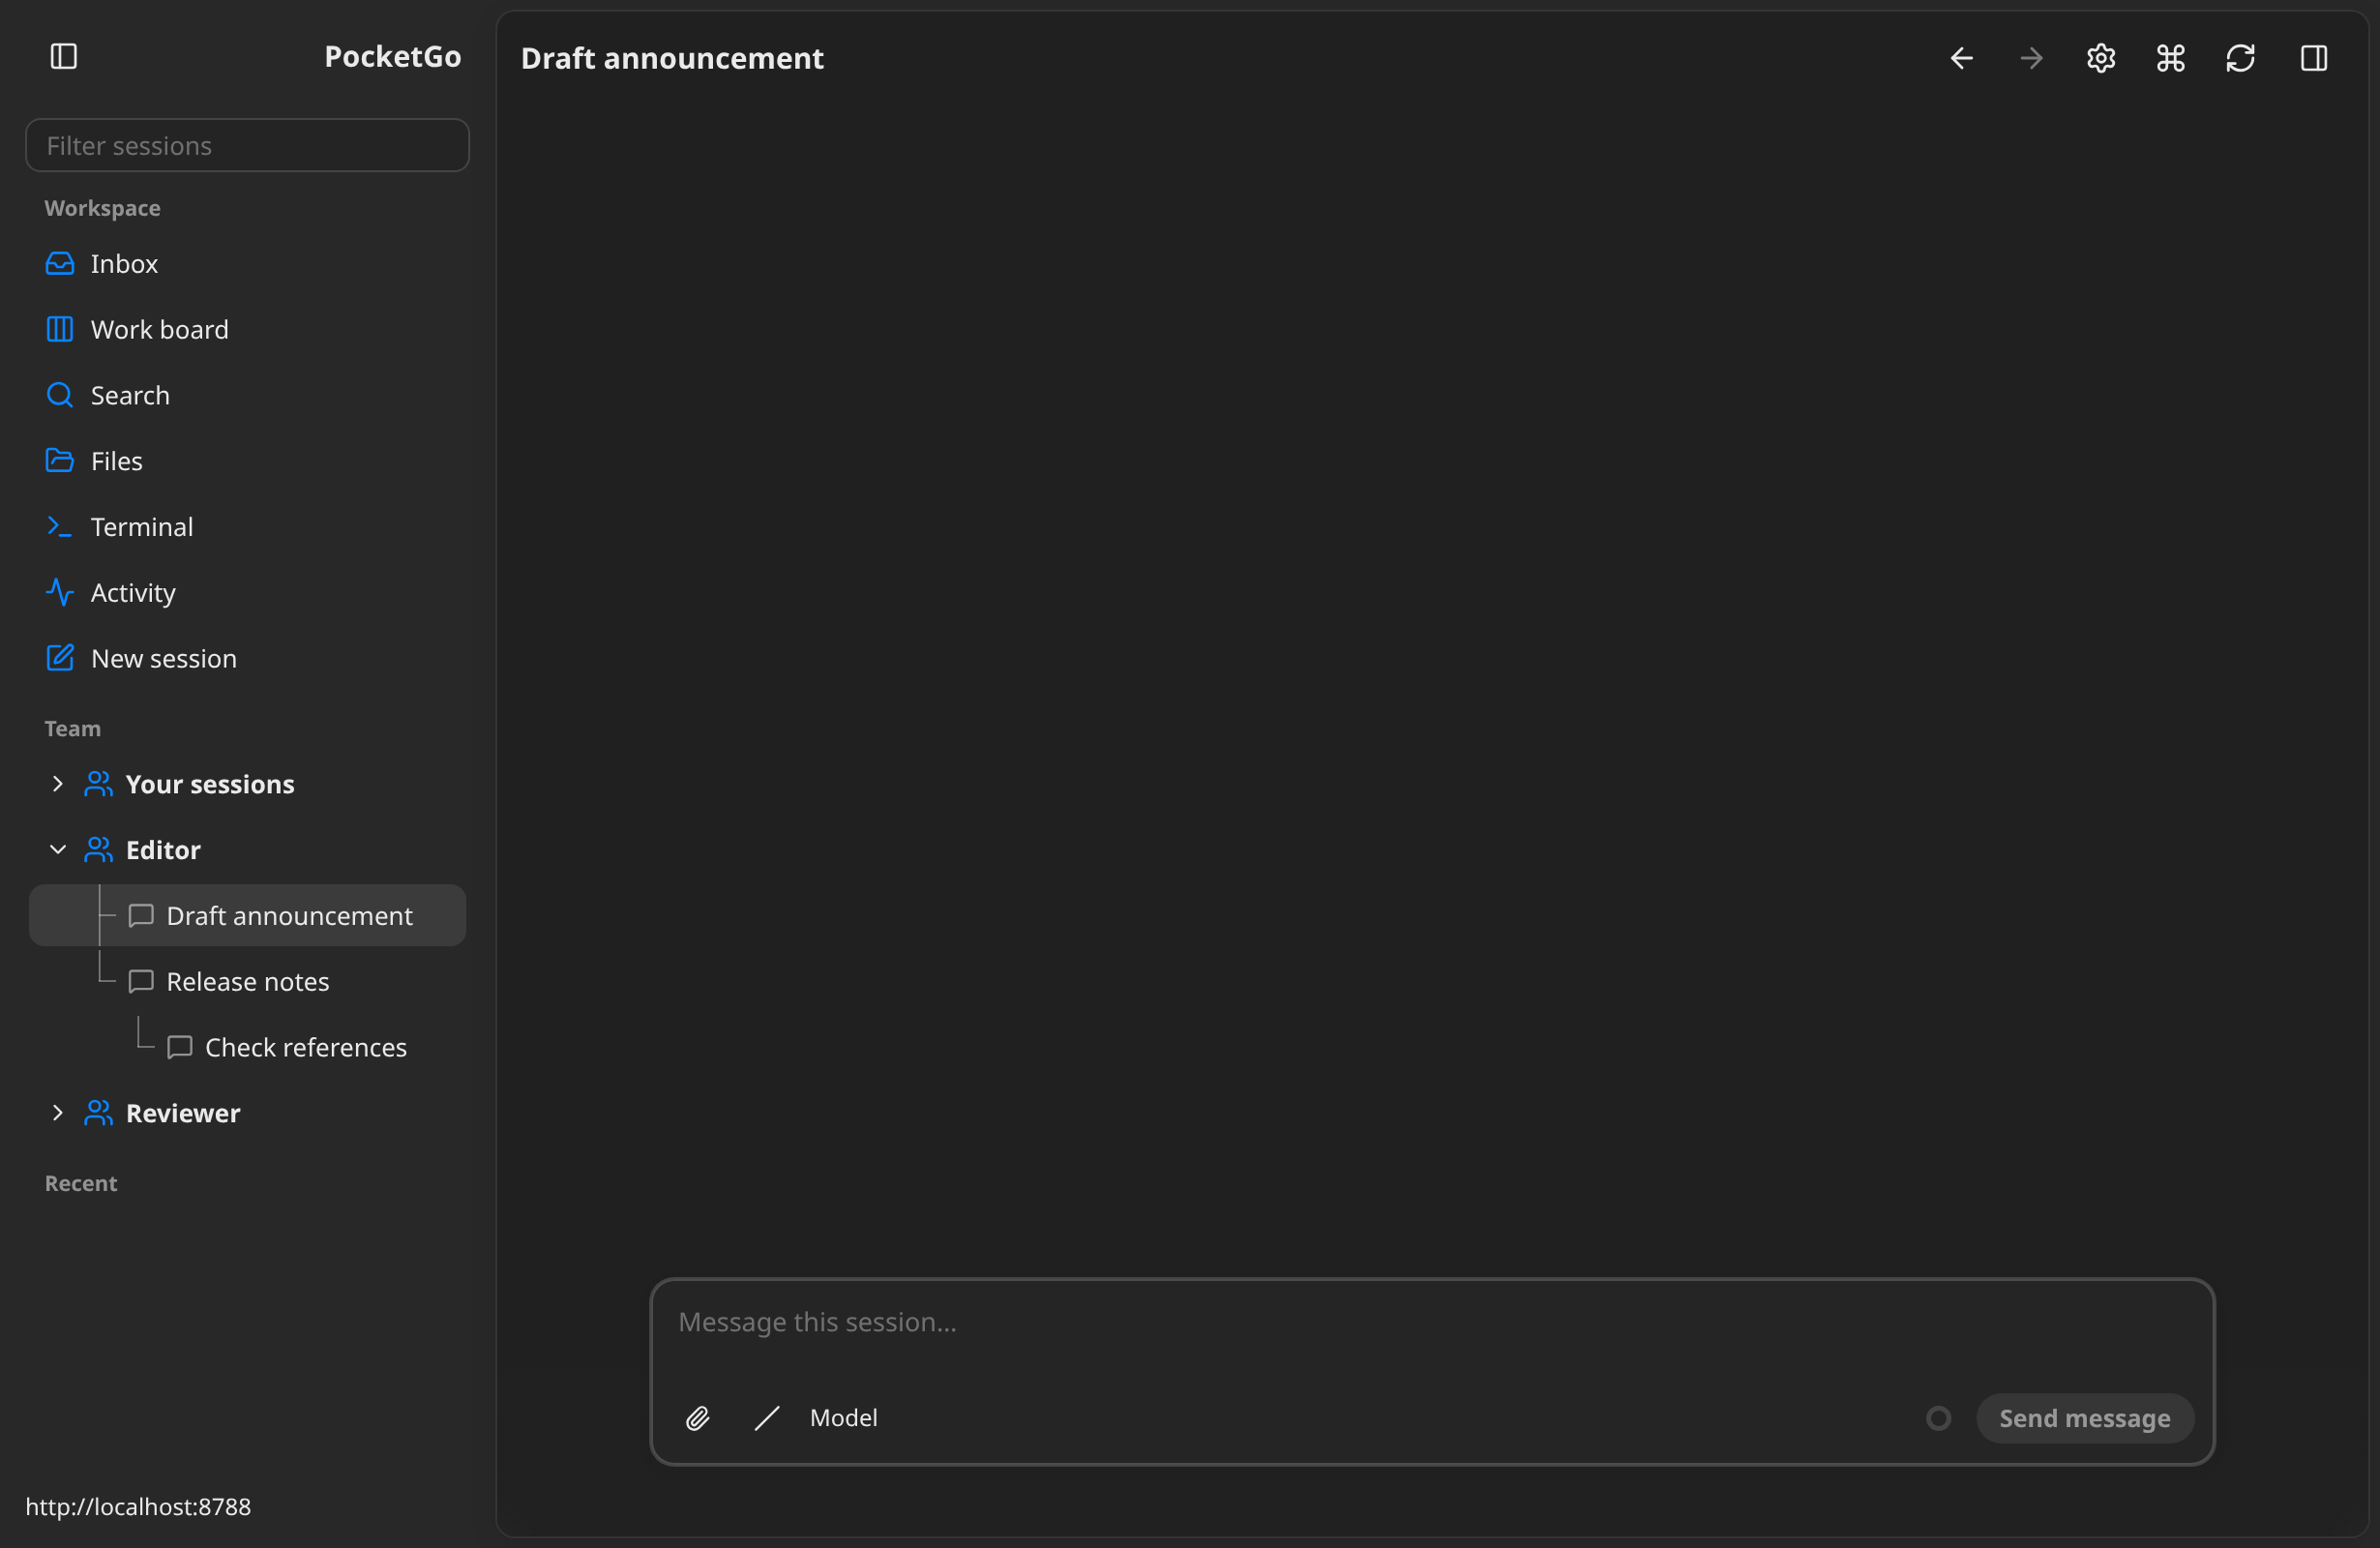 PocketGo
Filter sessions
Workspace
Inbox
Work board
Search
Files
Terminal
Activity
New session
Team
Your sessions
Editor
Draft announcement
Release notes
Check references
Reviewer
Recent
http://localhost:8788
Draft announcement
Message this session...
Model
Send message